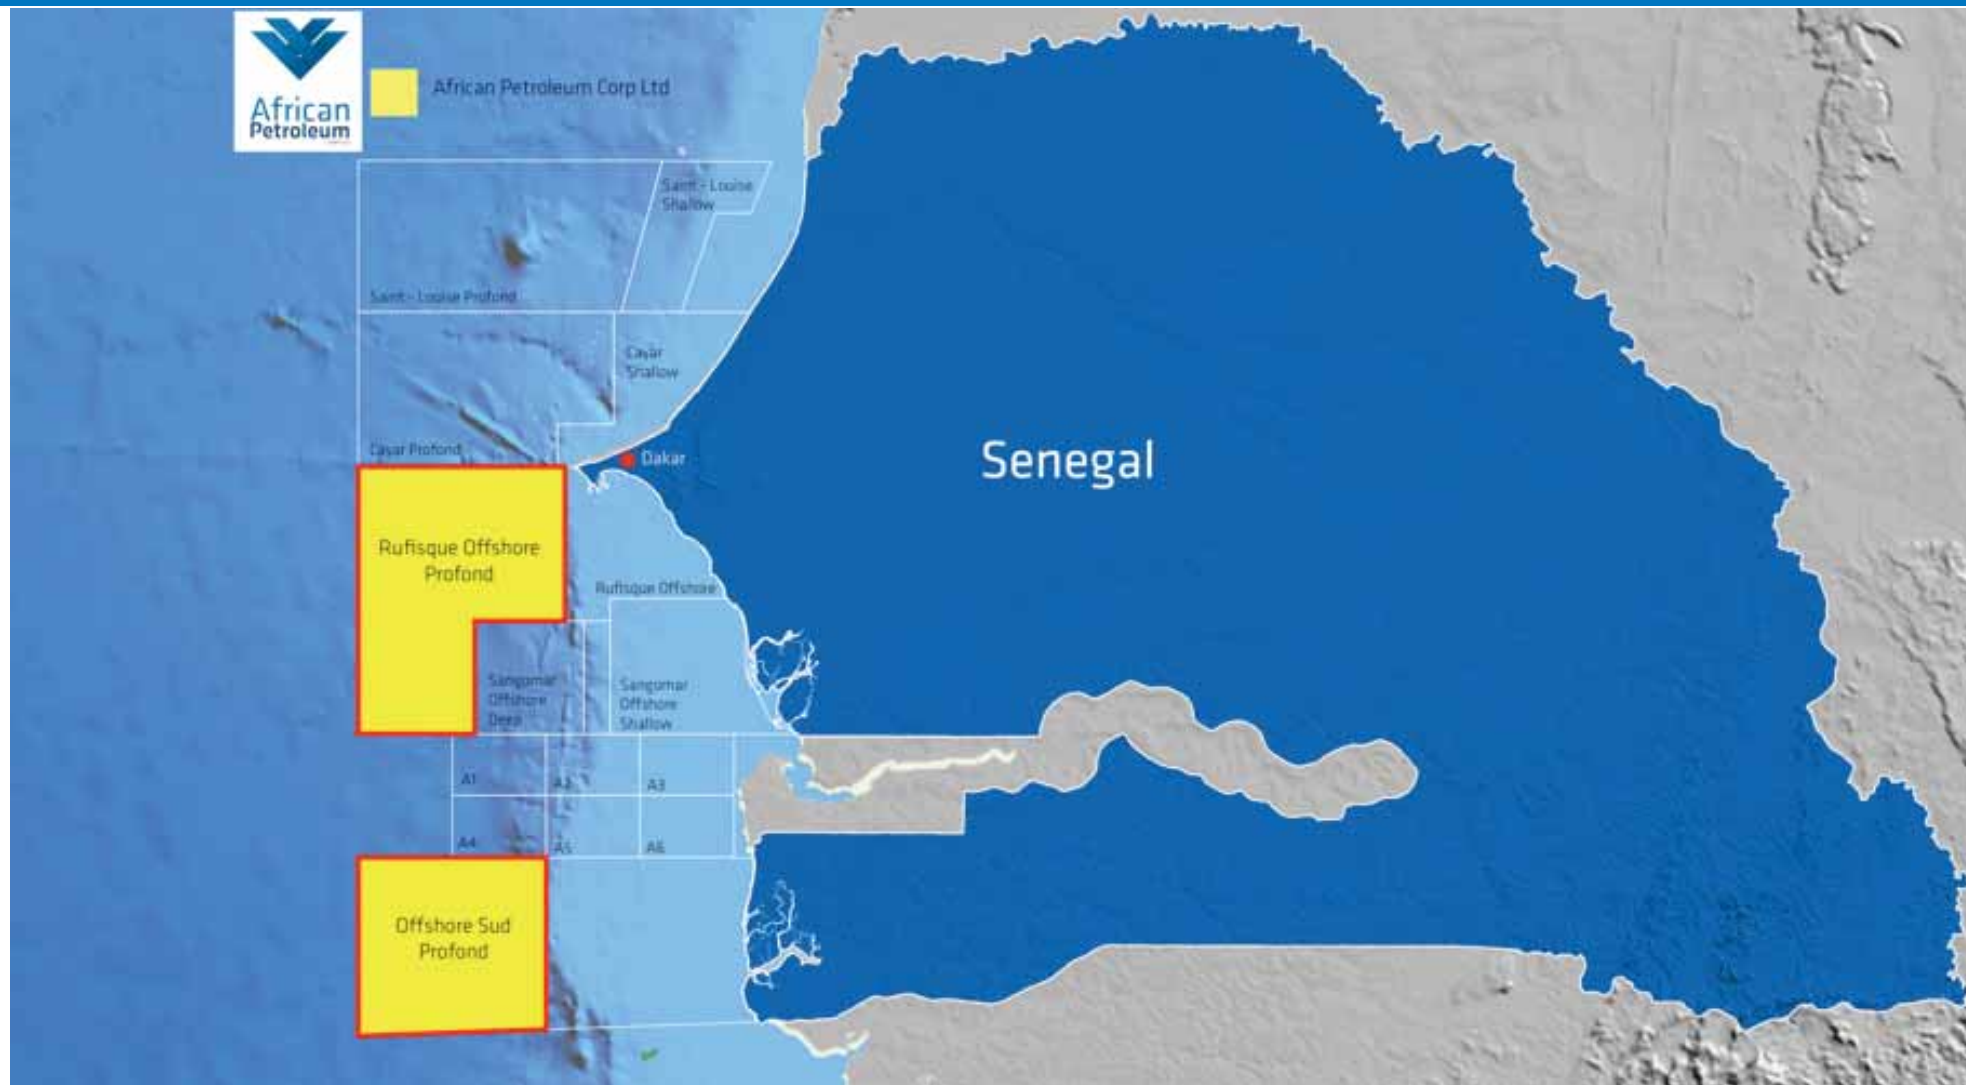 African
Petroleum
African Petroleum Corp Ltd
Saint - Louise
Shallow
Saint - Louise Profond
Cayar
Shallow
Cayar Profond
Dakar
Senegal
Rufisque Offshore
Profond
Rufisque Offshore
Sangomar
Offshore
Deep
Sangomar
Offshore
Shallow
A1
A2
A3
A4
A5
A6
Offshore Sud
Profond